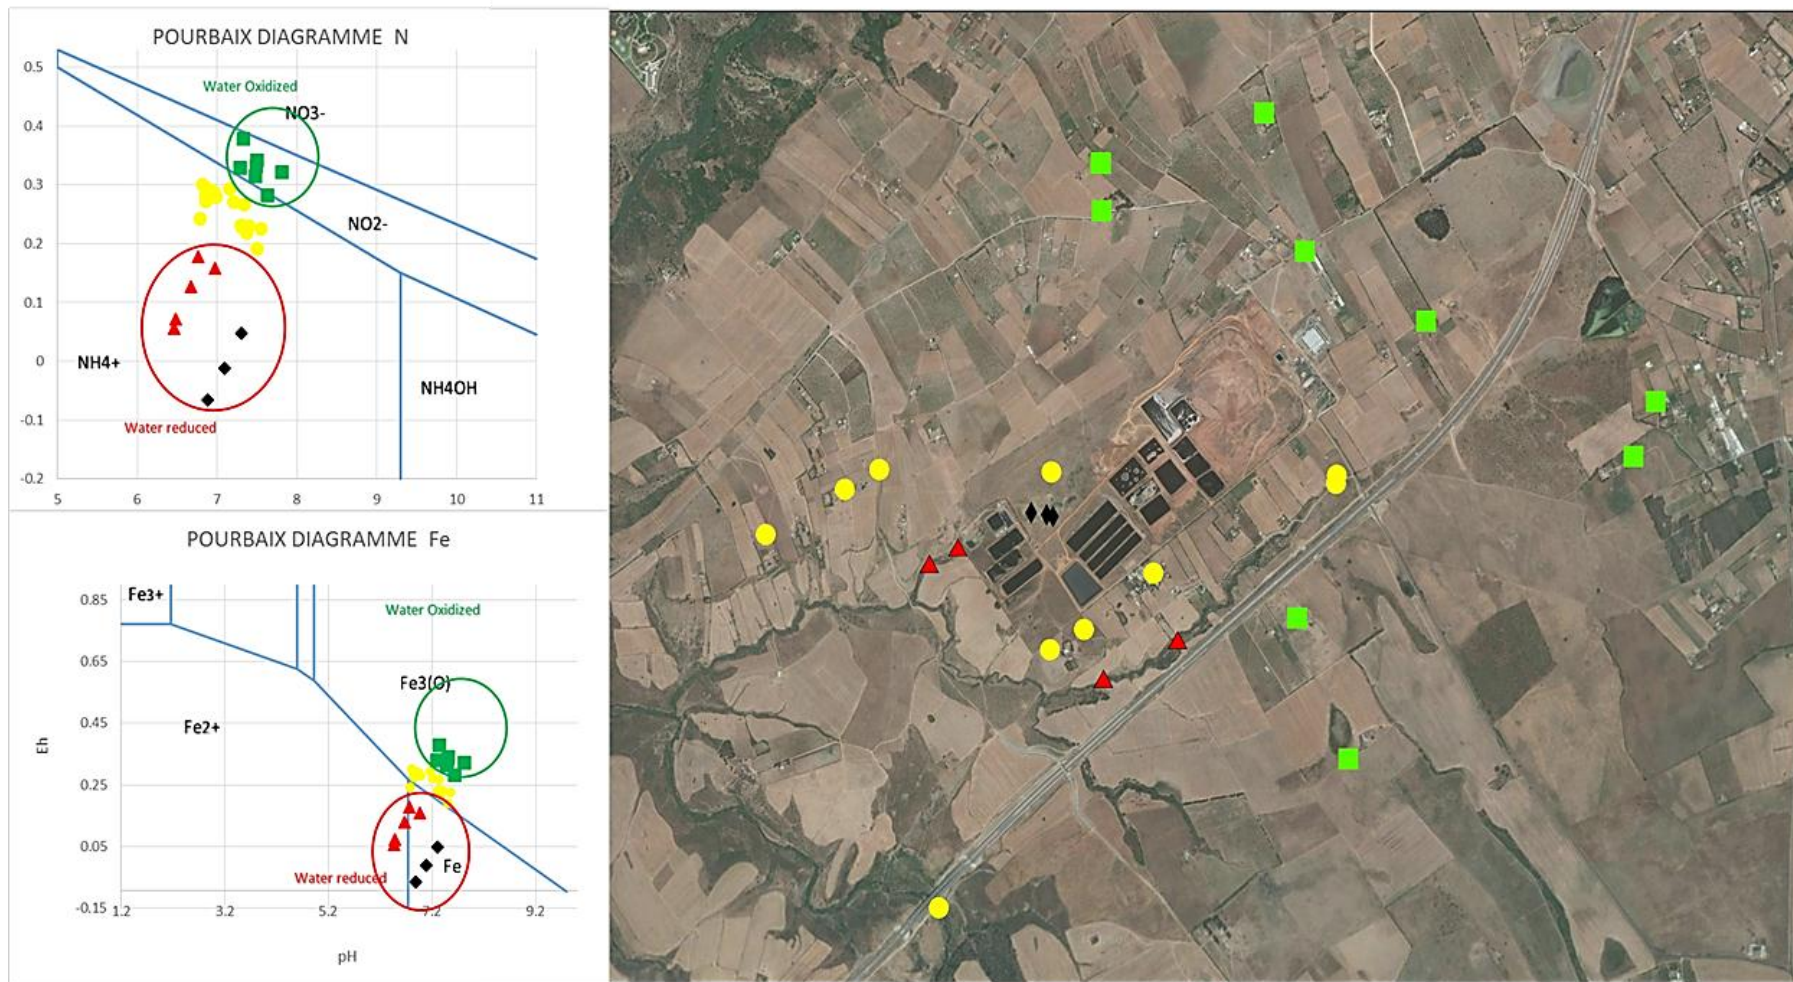 POURBAIX DIAGRAMME N
0.5
0.4
0.3
0.2
0.1
0
-0.1
-0.2
5 6 7 8 9 10 11
Water Oxidized
NO3-
NO2-
NH4+
NH4OH
Water reduced
POURBAIX DIAGRAMME Fe
0.85
0.65
0.45
0.25
0.05
-0.15
1.2 3.2 5.2 7.2 9.2
Eh
pH
Fe3+
Water Oxidized
Fe3(O)
Fe2+
Water reduced
Fe